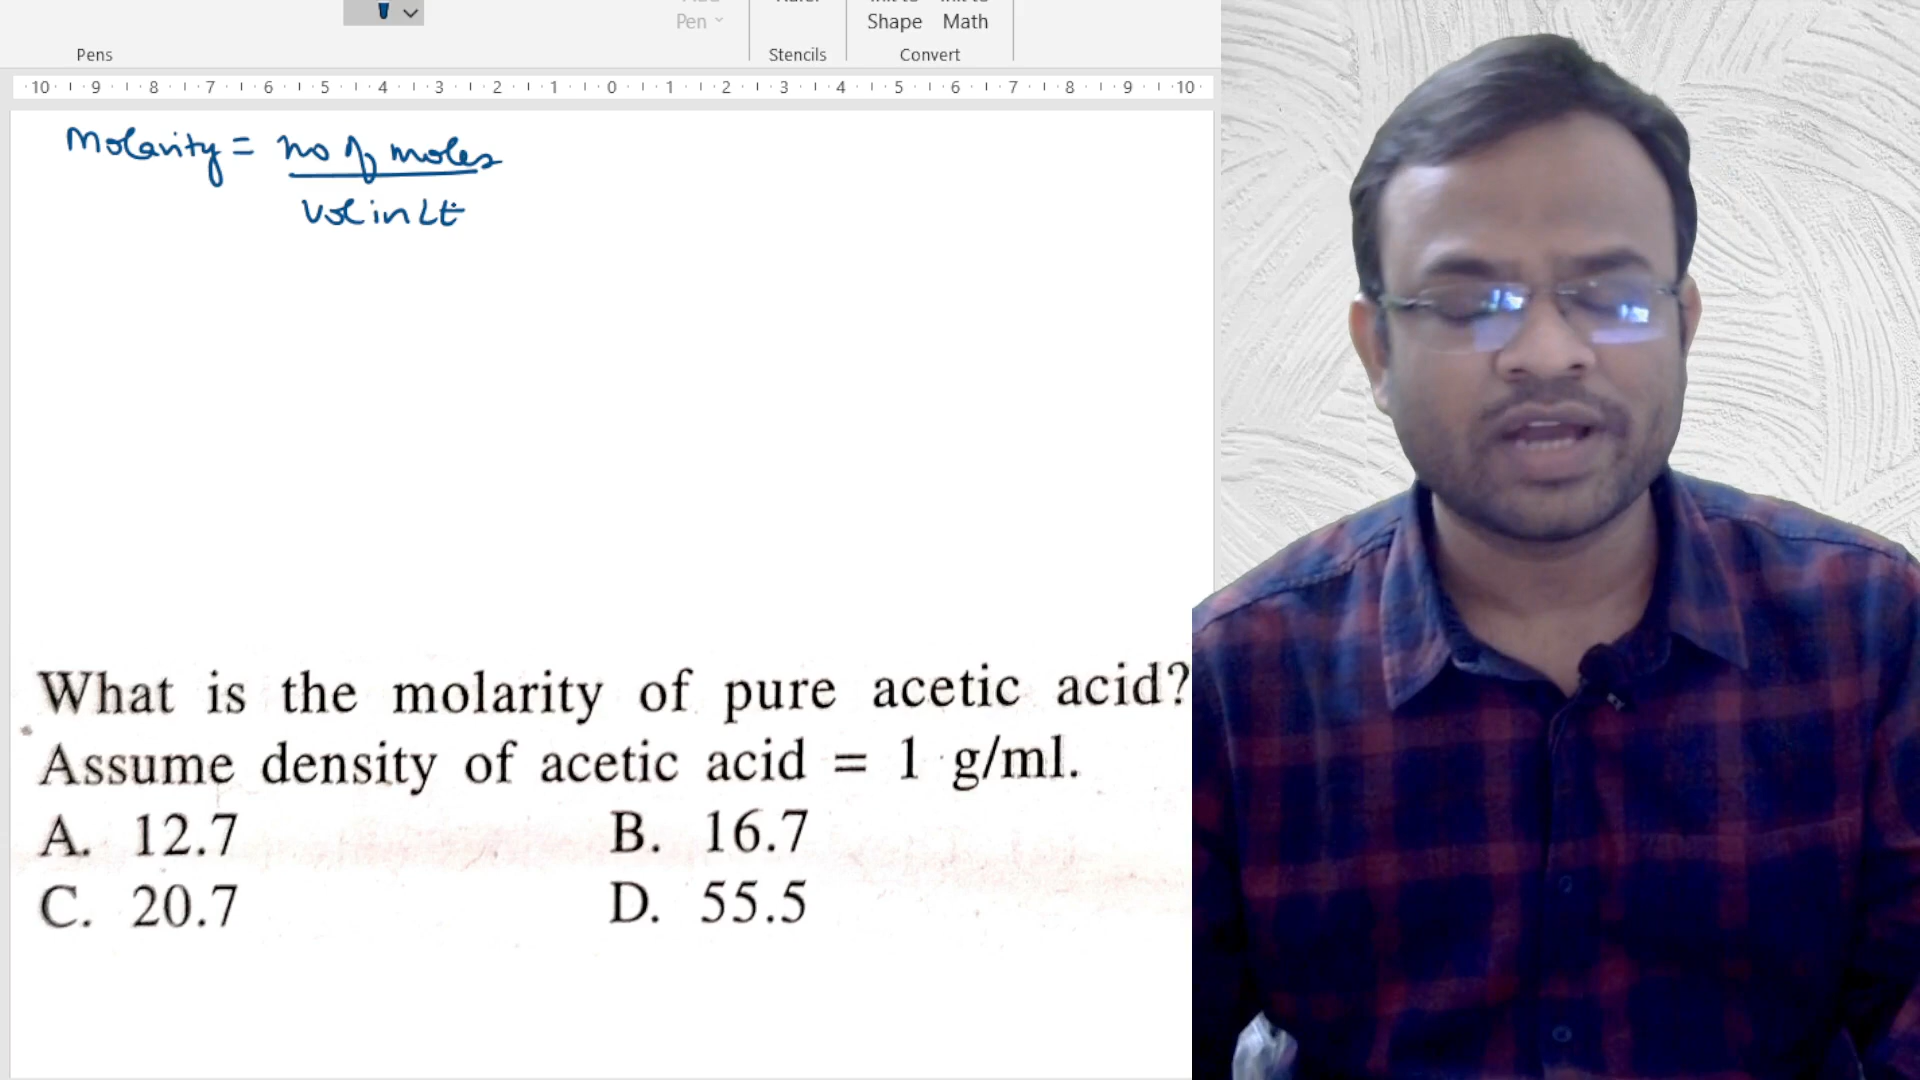 Pen
Shape Math
Pens
Stencils
Convert
10 9 8 7 6 5 4 3 2 1 0 1 2 3 4 5 6 7 8 9 10
Molarity = no of moles
vol in Lt
What is the molarity of pure acetic acid?
Assume density of acetic acid = 1 g/ml.
A. 12.7
B. 16.7
C. 20.7
D. 55.5